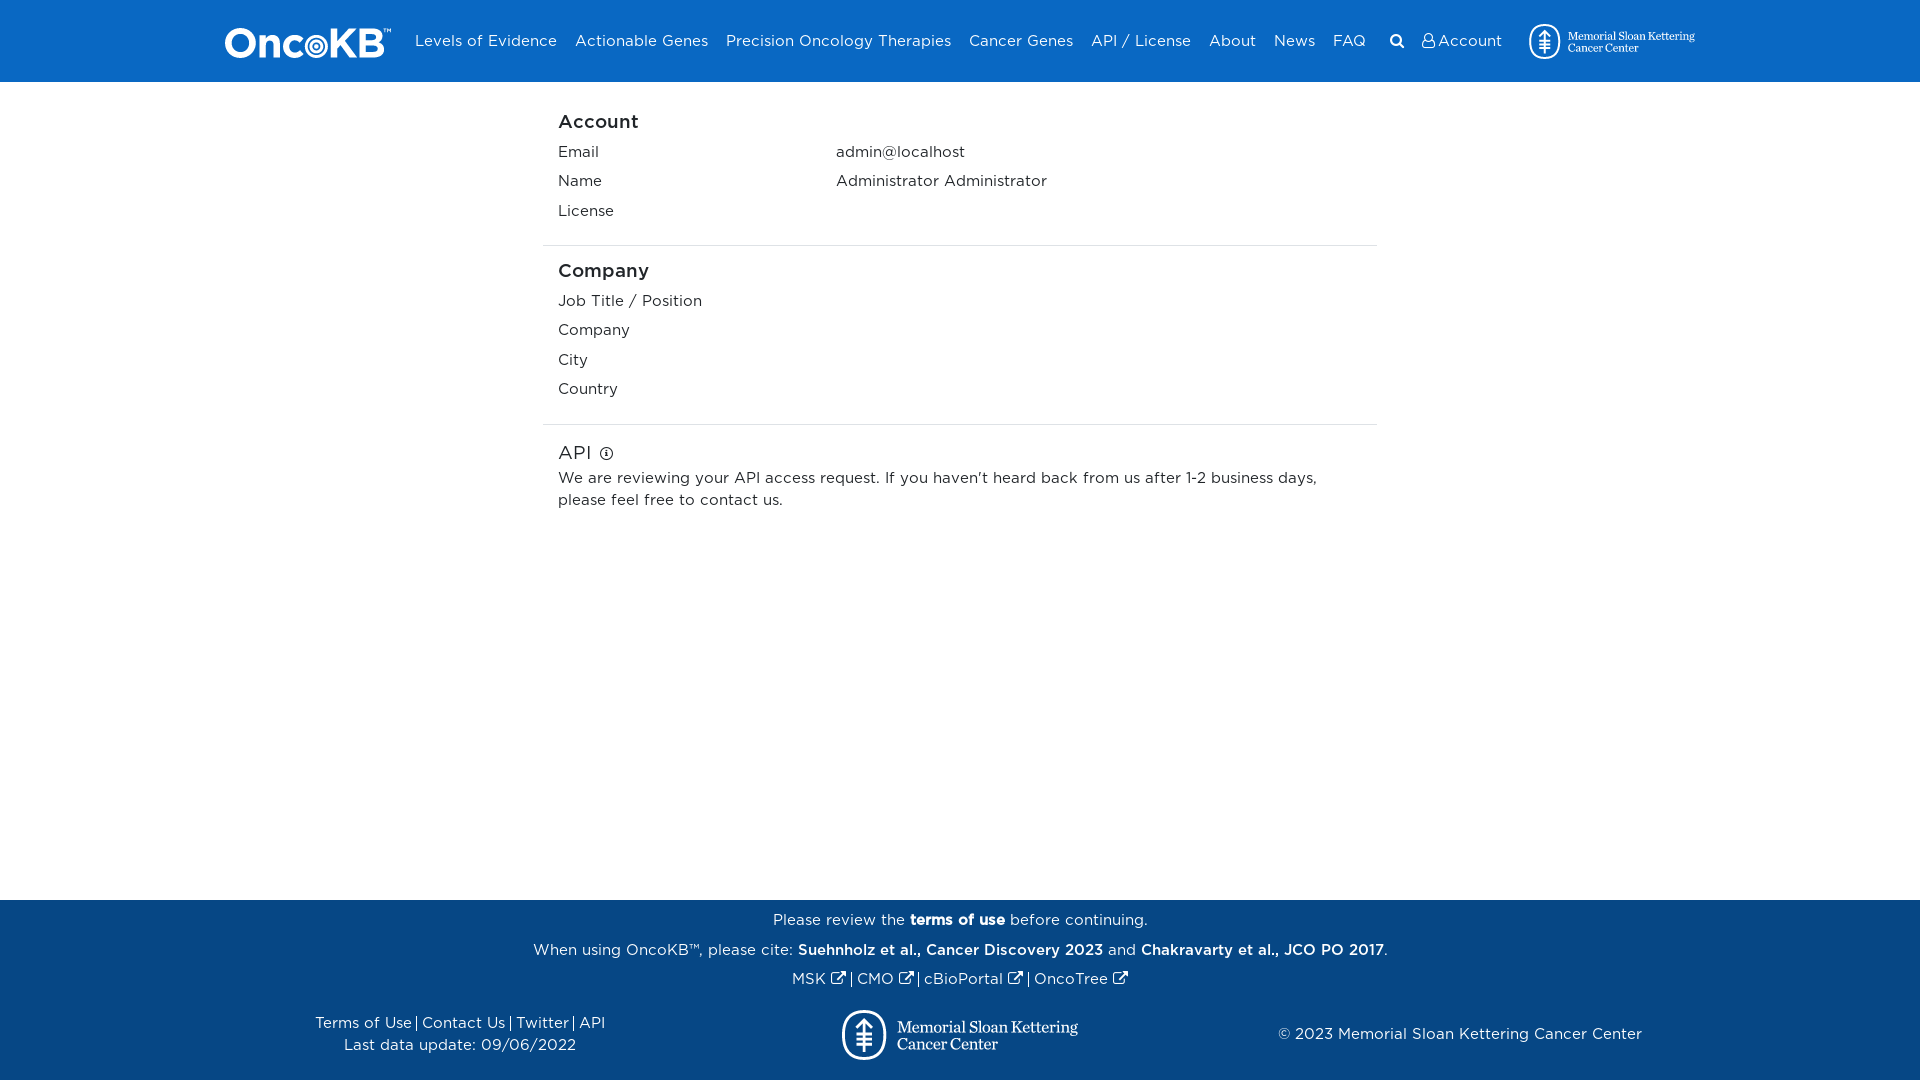 OncoKB™ Levels of Evidence Actionable Genes Precision Oncology Therapies Cancer Genes API / License About News FAQ Account Memorial Sloan Kettering
Cancer Center
Account
Email admin@localhost
Name Administrator Administrator
License
Company
Job Title / Position
Company
City
Country
API
We are reviewing your API access request. If you haven't heard back from us after 1-2 business days,
please feel free to contact us.
Please review the terms of use before continuing.
When using OncoKB™, please cite: Suehnholz et al., Cancer Discovery 2023 and Chakravarty et al., JCO PO 2017.
MSK | CMO | cBioPortal | OncoTree
Terms of Use | Contact Us | Twitter | API
Last data update: 09/06/2022
Memorial Sloan Kettering
Cancer Center
© 2023 Memorial Sloan Kettering Cancer Center